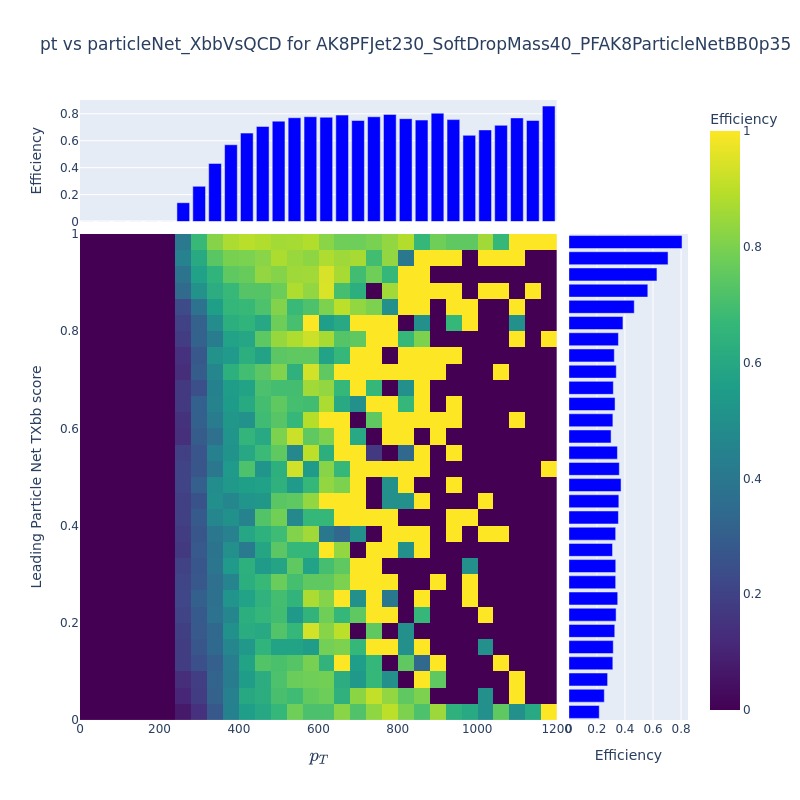 pt vs particleNet_XbbVsQCD for AK8PFJet230_SoftDropMass40_PFAK8ParticleNetBB0p35
Efficiency
0.8
0.6
0.4
0.2
0
Efficiency
1
0.8
0.6
0.4
0.2
0
Leading Particle Net TXbb score
1
0.8
0.6
0.4
0.2
0
0 200 400 600 800 1000 1200
p_T
0 0.2 0.4 0.6 0.8
Efficiency